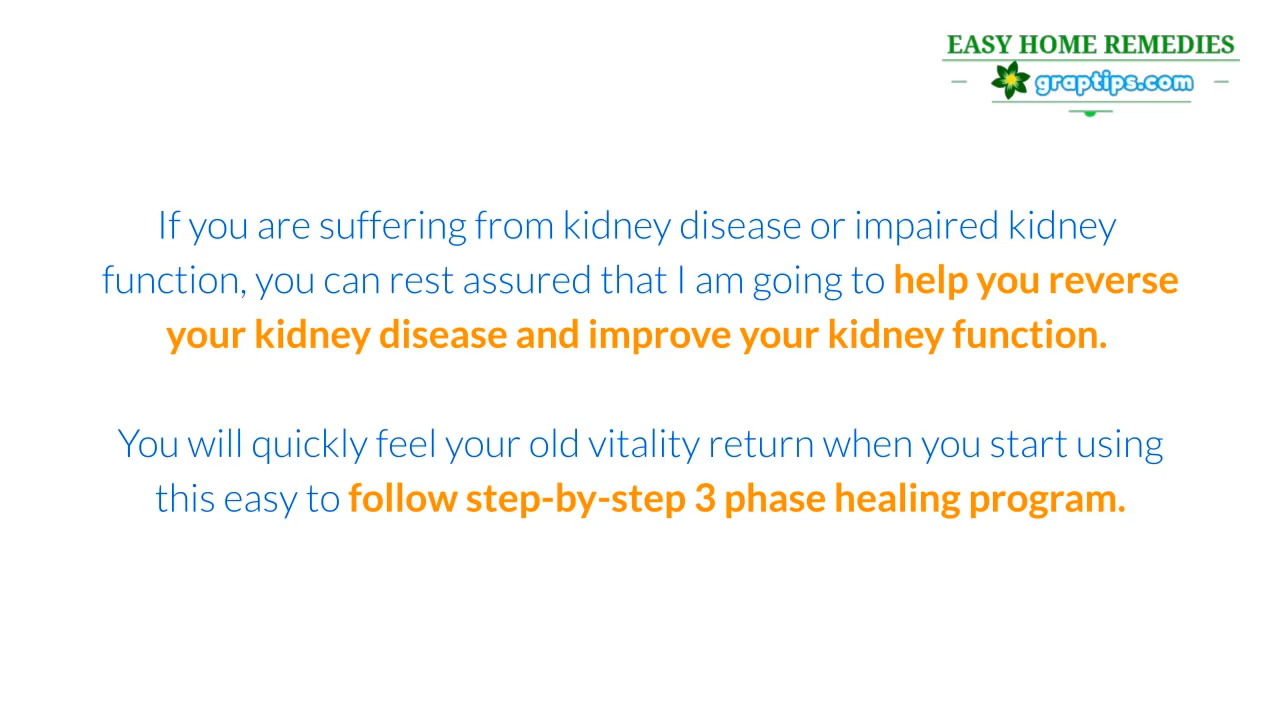 EASY HOME REMEDIES
graptips.com
If you are suffering from kidney disease or impaired kidney
function, you can rest assured that I am going to help you reverse
your kidney disease and improve your kidney function.
You will quickly feel your old vitality return when you start using
this easy to follow step-by-step 3 phase healing program.